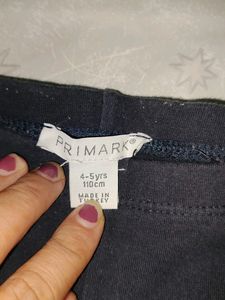 PRIMARK®
4-5yrs
110cm
MADE IN
TURKEY